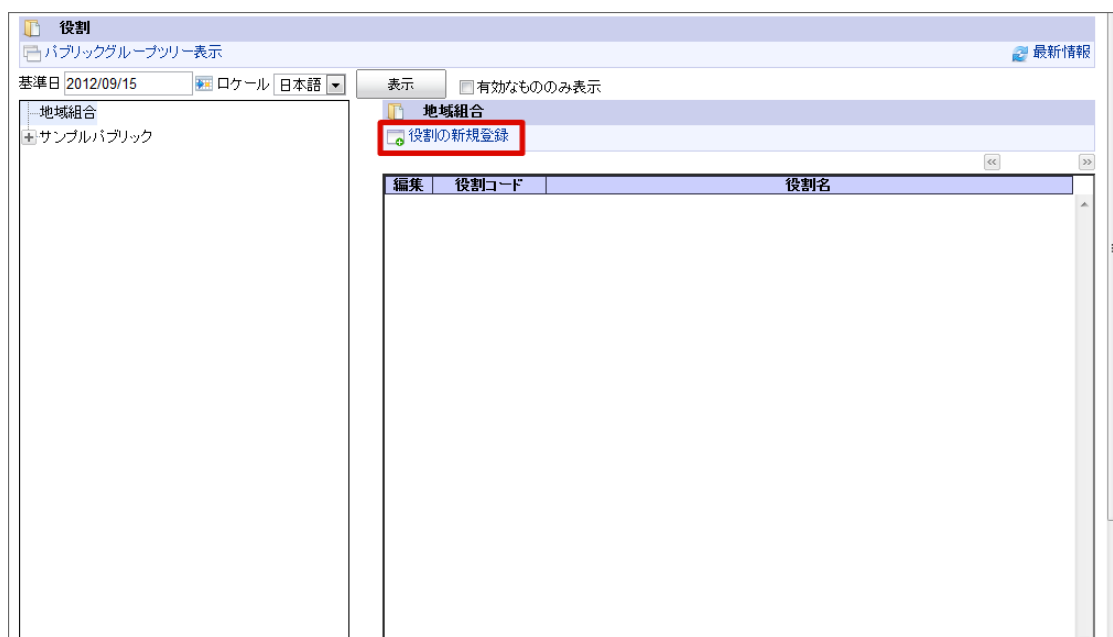 役割
パブリックグループツリー表示
最新情報
基準日 2012/09/15 ロケール 日本語 表示 有効なもののみ表示
地域組合
サンプルパブリック
地域組合
役割の新規登録
編集 役割コード 役割名